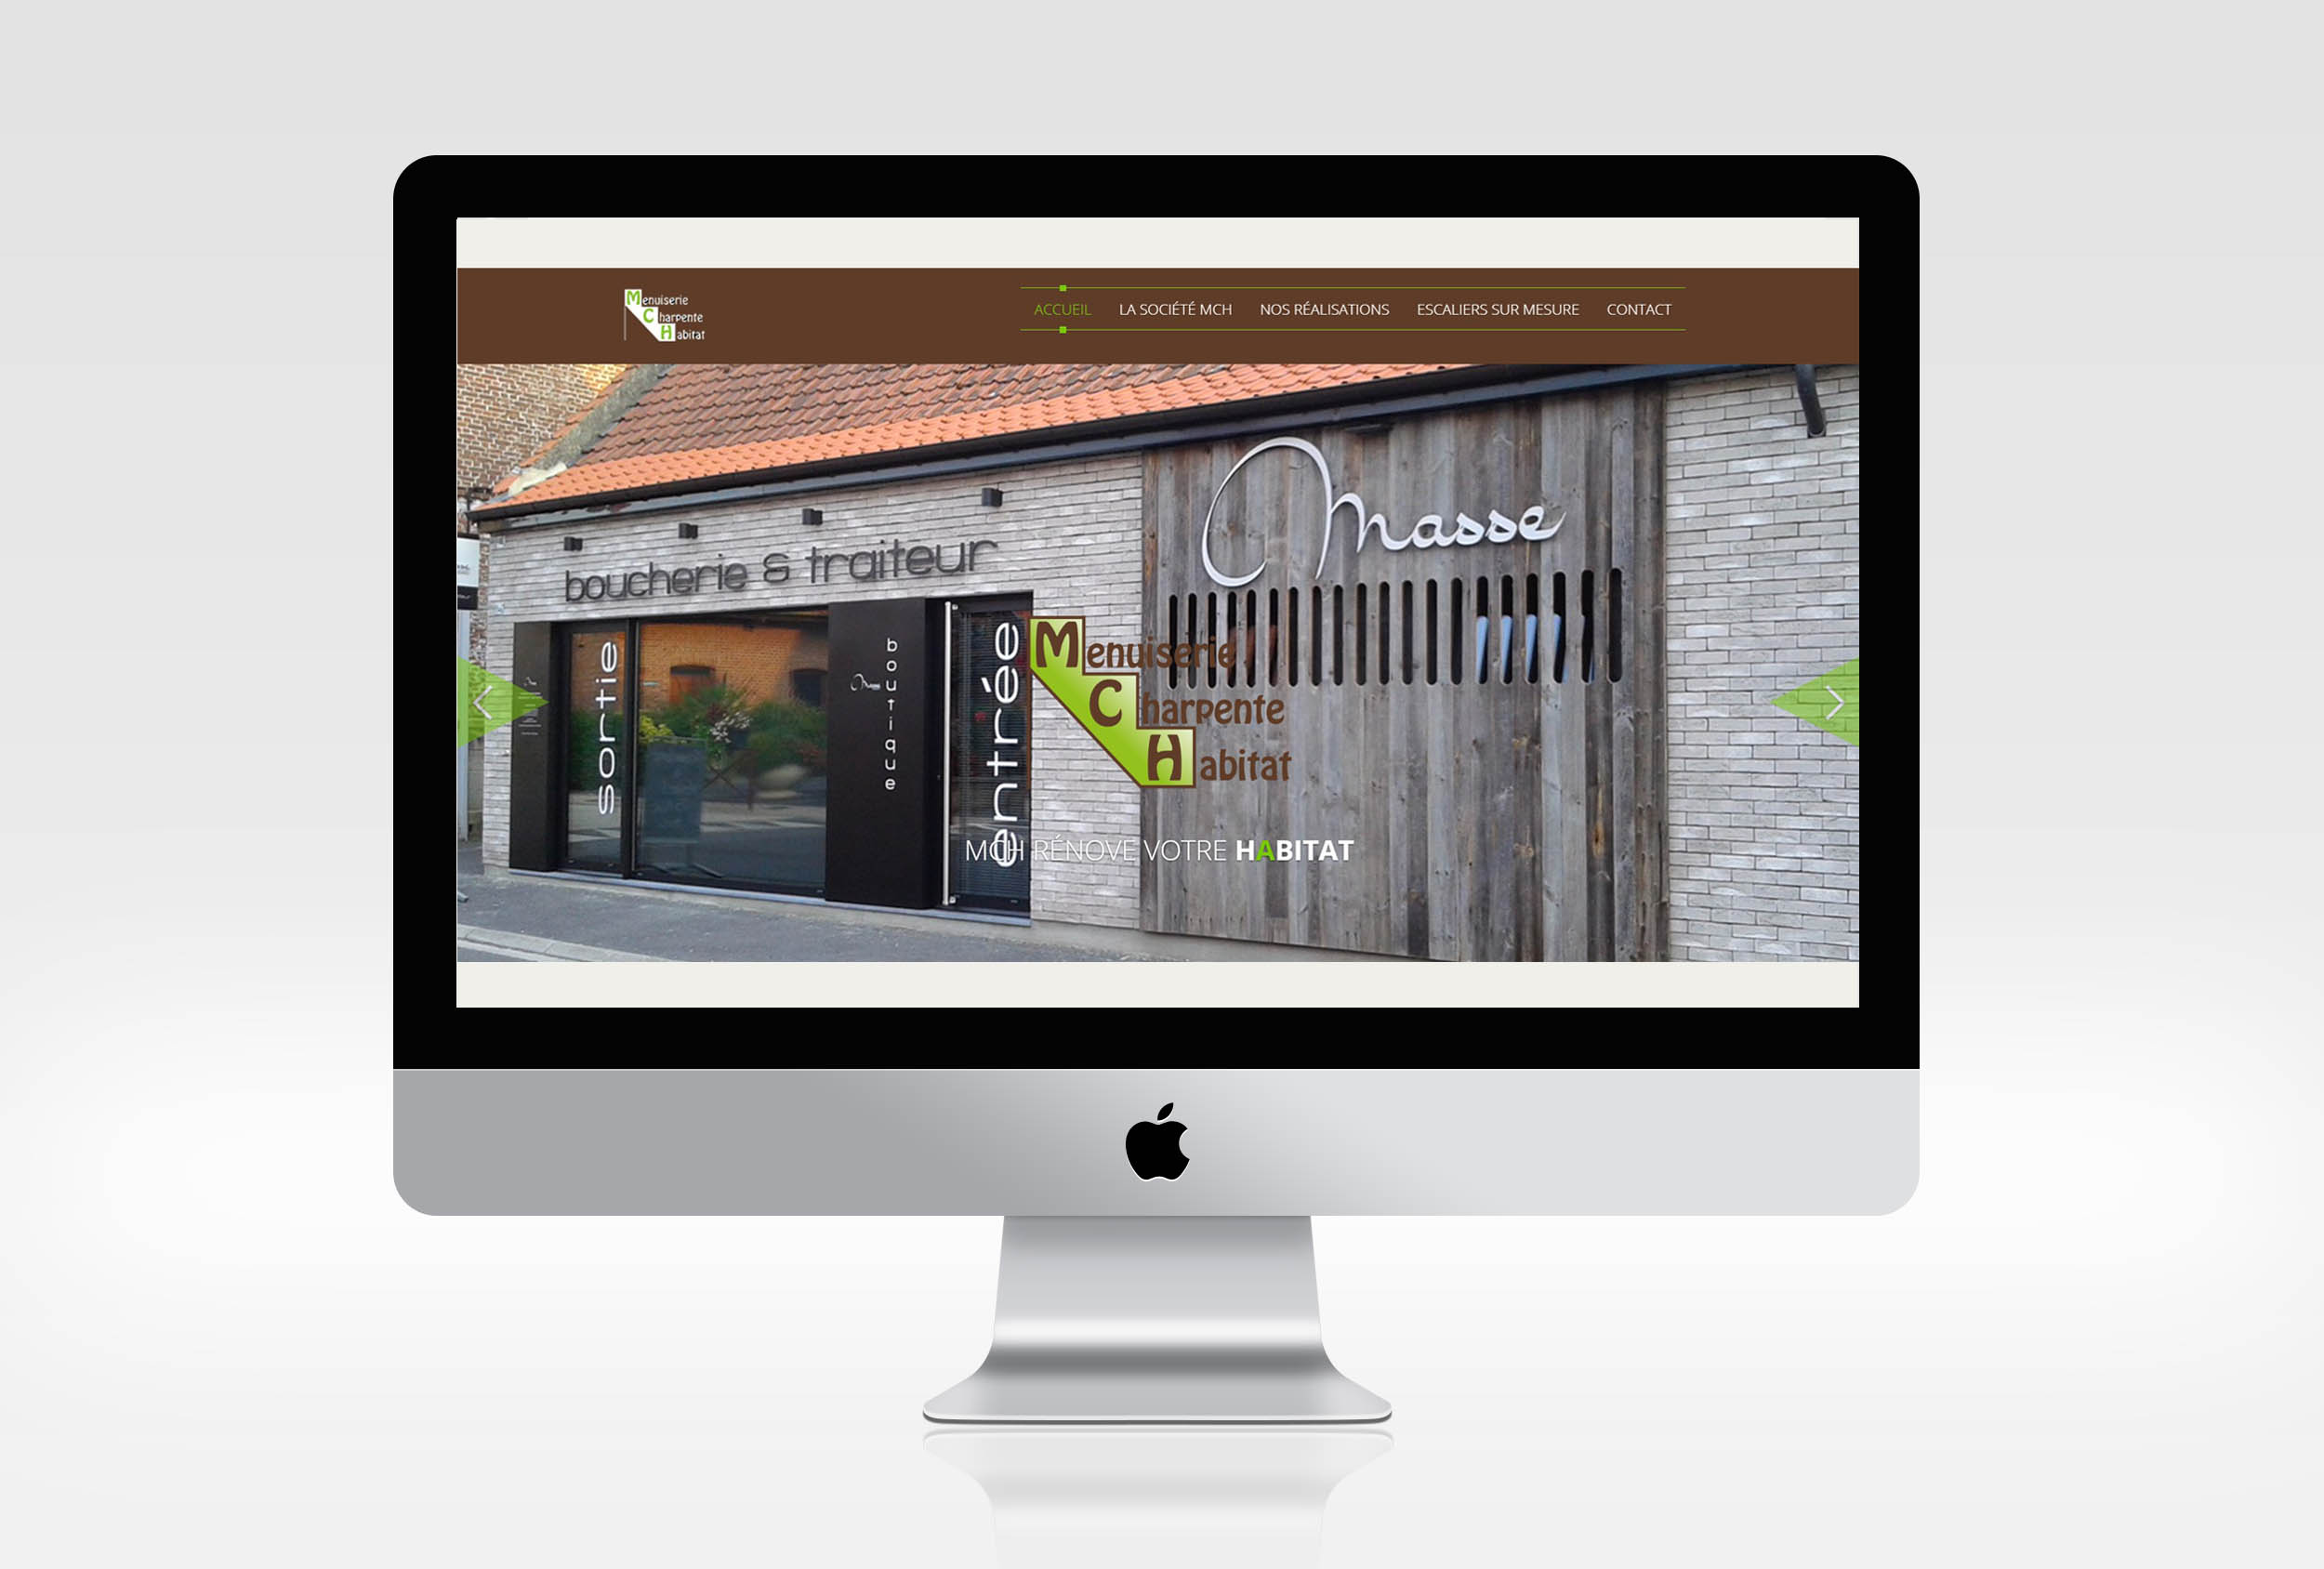 Menuiserie
Charpente
Habitat
ACCUEIL LA SOCIÉTÉ MCH NOS RÉALISATIONS ESCALIERS SUR MESURE CONTACT
Masse
boucherie & traiteur
sortie
Masse
boutique
entrée
Menuiserie
Charpente
Habitat
MCH RÉNOVE VOTRE HABITAT